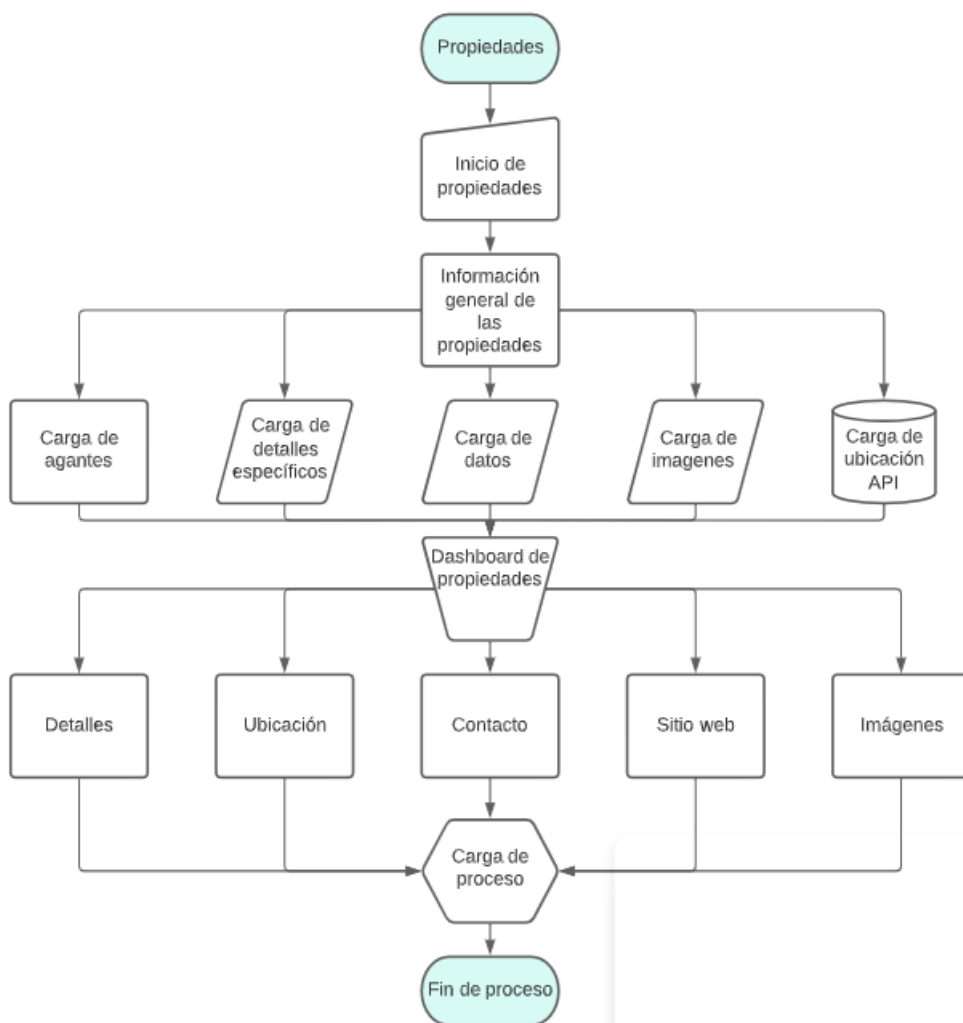 Propiedades
Inicio de
propiedades
Información
general de
las
propiedades
Carga de
agantes
Carga de
detalles
específicos
Carga de
datos
Carga de
imagenes
Carga de
ubicación
API
Dashboard de
propiedades
Detalles
Ubicación
Contacto
Sitio web
Imágenes
Carga de
proceso
Fin de proceso